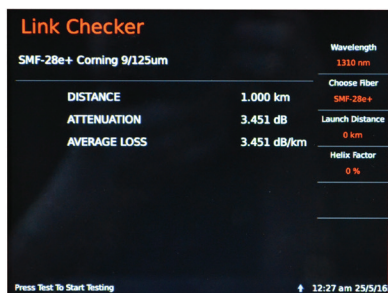 Link Checker
SMF-28e+ Corning 9/125um
DISTANCE 1.000 km
ATTENUATION 3.451 dB
AVERAGE LOSS 3.451 dB/km
Wavelength
1310 nm
Choose Fiber
SMF-28e+
Launch Distance
0 km
Helix Factor
0 %
Press Test To Start Testing
12:27 am 25/5/16